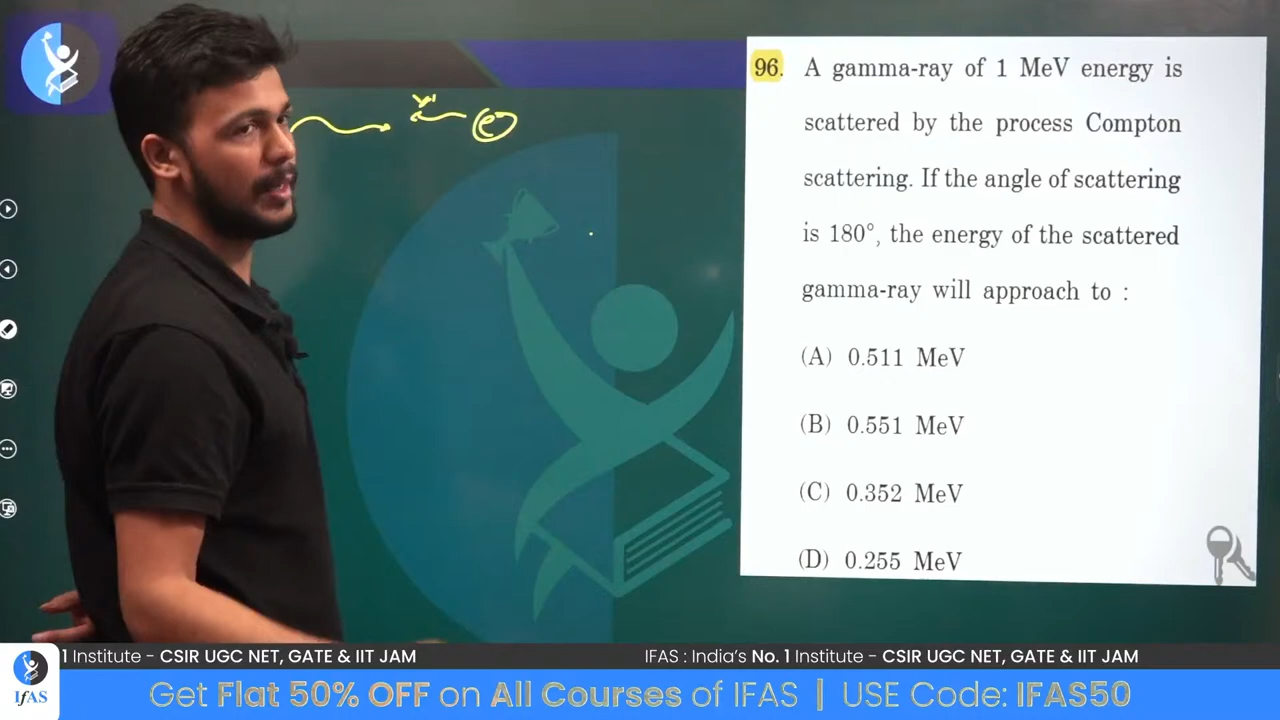 γ'
e⁻
96. A gamma-ray of 1 MeV energy is
scattered by the process Compton
scattering. If the angle of scattering
is 180°, the energy of the scattered
gamma-ray will approach to :
(A) 0.511 MeV
(B) 0.551 MeV
(C) 0.352 MeV
(D) 0.255 MeV
1 Institute - CSIR UGC NET, GATE & IIT JAM
IFAS : India's No. 1 Institute - CSIR UGC NET, GATE & IIT JAM
IFAS
Get Flat 50% OFF on All Courses of IFAS | USE Code: IFAS50